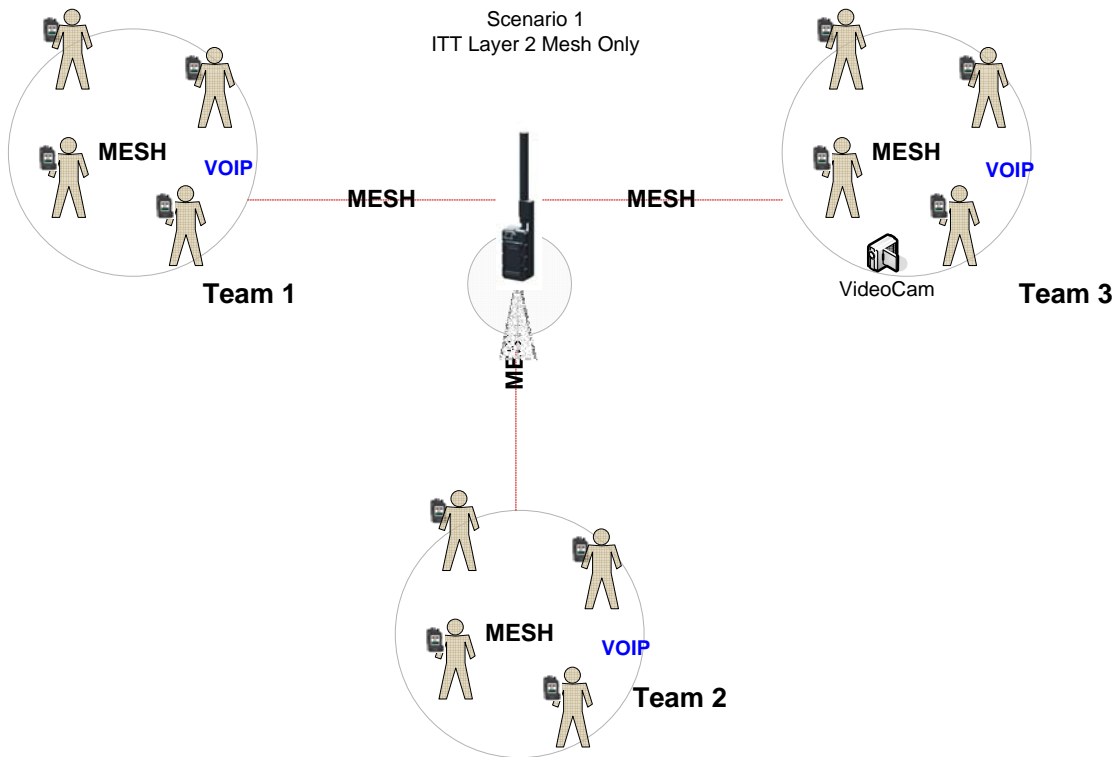 Scenario 1
ITT Layer 2 Mesh Only
MESH
VOIP
Team 1
MESH
MESH
MESH
VOIP
VideoCam
Team 3
MESH
VOIP
Team 2